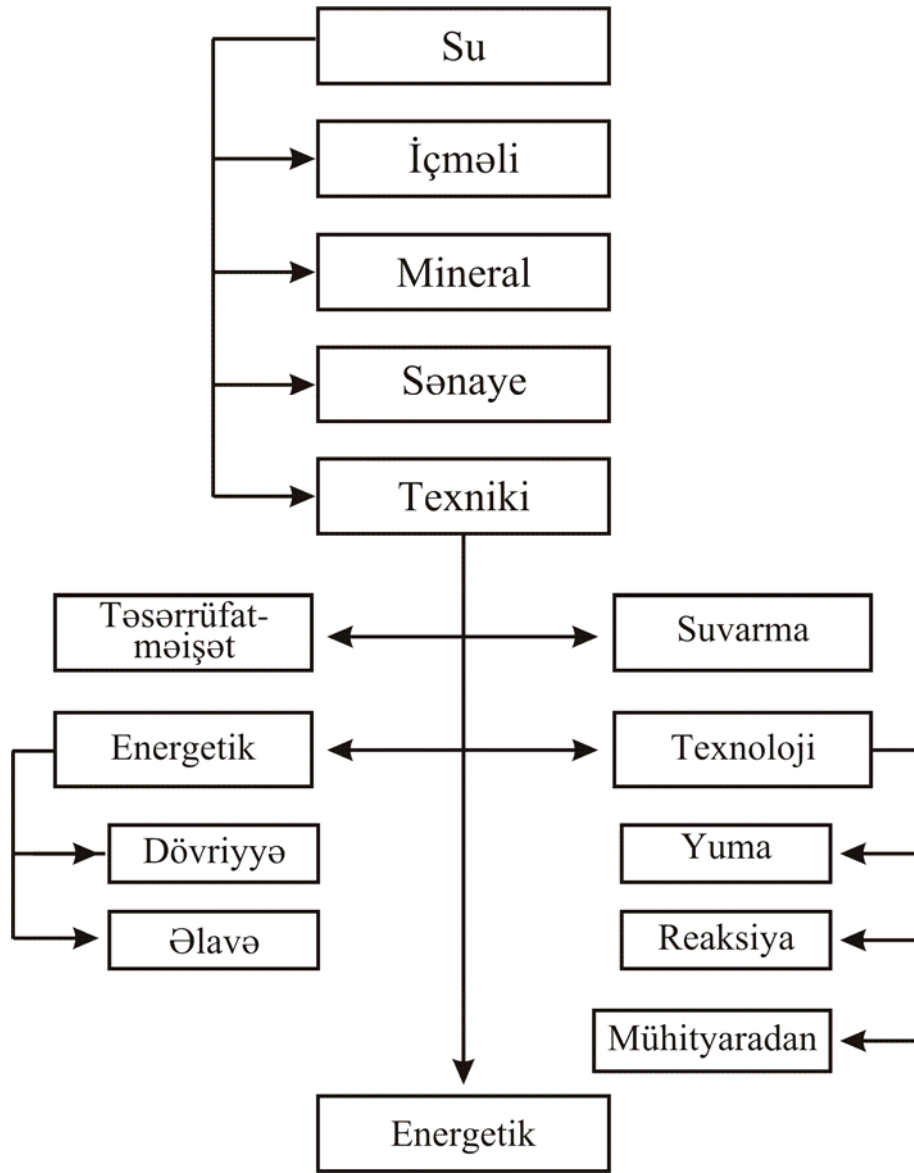 Su
İçməli
Mineral
Sənaye
Texniki
Təsərrüfat-
məişət
Suvarma
Energetik
Texnoloji
Dövriyyə
Yuma
Əlavə
Reaksiya
Mühityaradan
Energetik